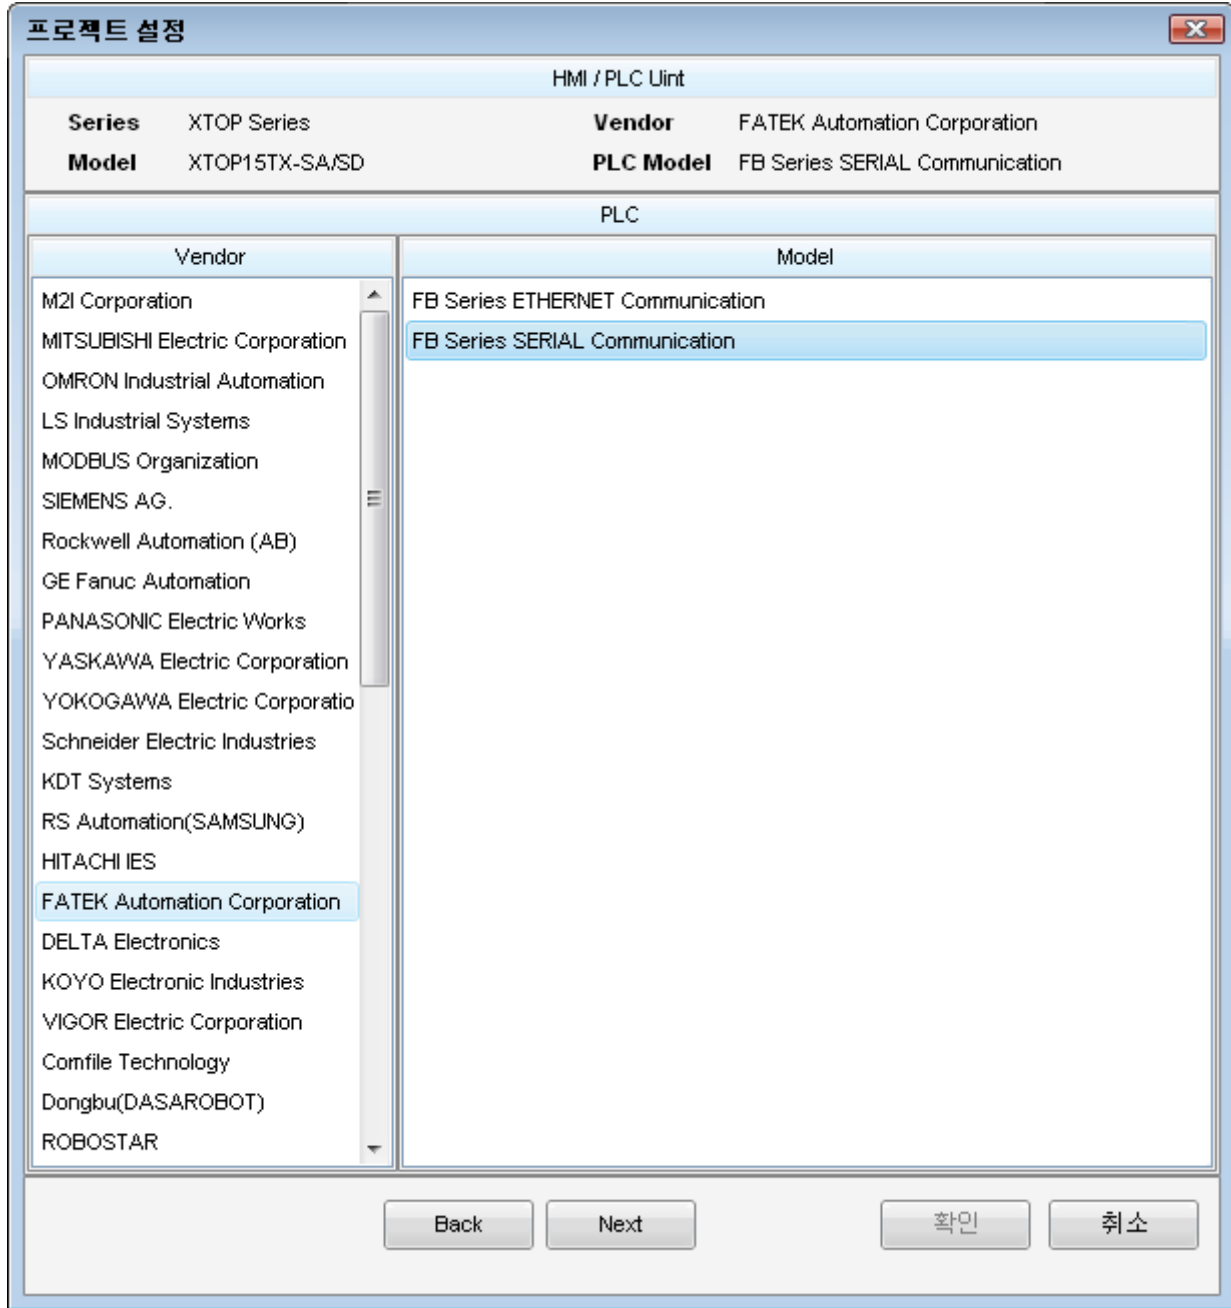 프로젝트 설정
HMI / PLC Uint
Series XTOP Series Vendor FATEK Automation Corporation
Model XTOP15TX-SA/SD PLC Model FB Series SERIAL Communication
PLC
Vendor
M2I Corporation
MITSUBISHI Electric Corporation
OMRON Industrial Automation
LS Industrial Systems
MODBUS Organization
SIEMENS AG.
Rockwell Automation (AB)
GE Fanuc Automation
PANASONIC Electric Works
YASKAWA Electric Corporation
YOKOGAWA Electric Corporatio
Schneider Electric Industries
KDT Systems
RS Automation(SAMSUNG)
HITACHI IES
FATEK Automation Corporation
DELTA Electronics
KOYO Electronic Industries
VIGOR Electric Corporation
Comfile Technology
Dongbu(DASAROBOT)
ROBOSTAR
Model
FB Series ETHERNET Communication
FB Series SERIAL Communication
Back Next 확인 취소